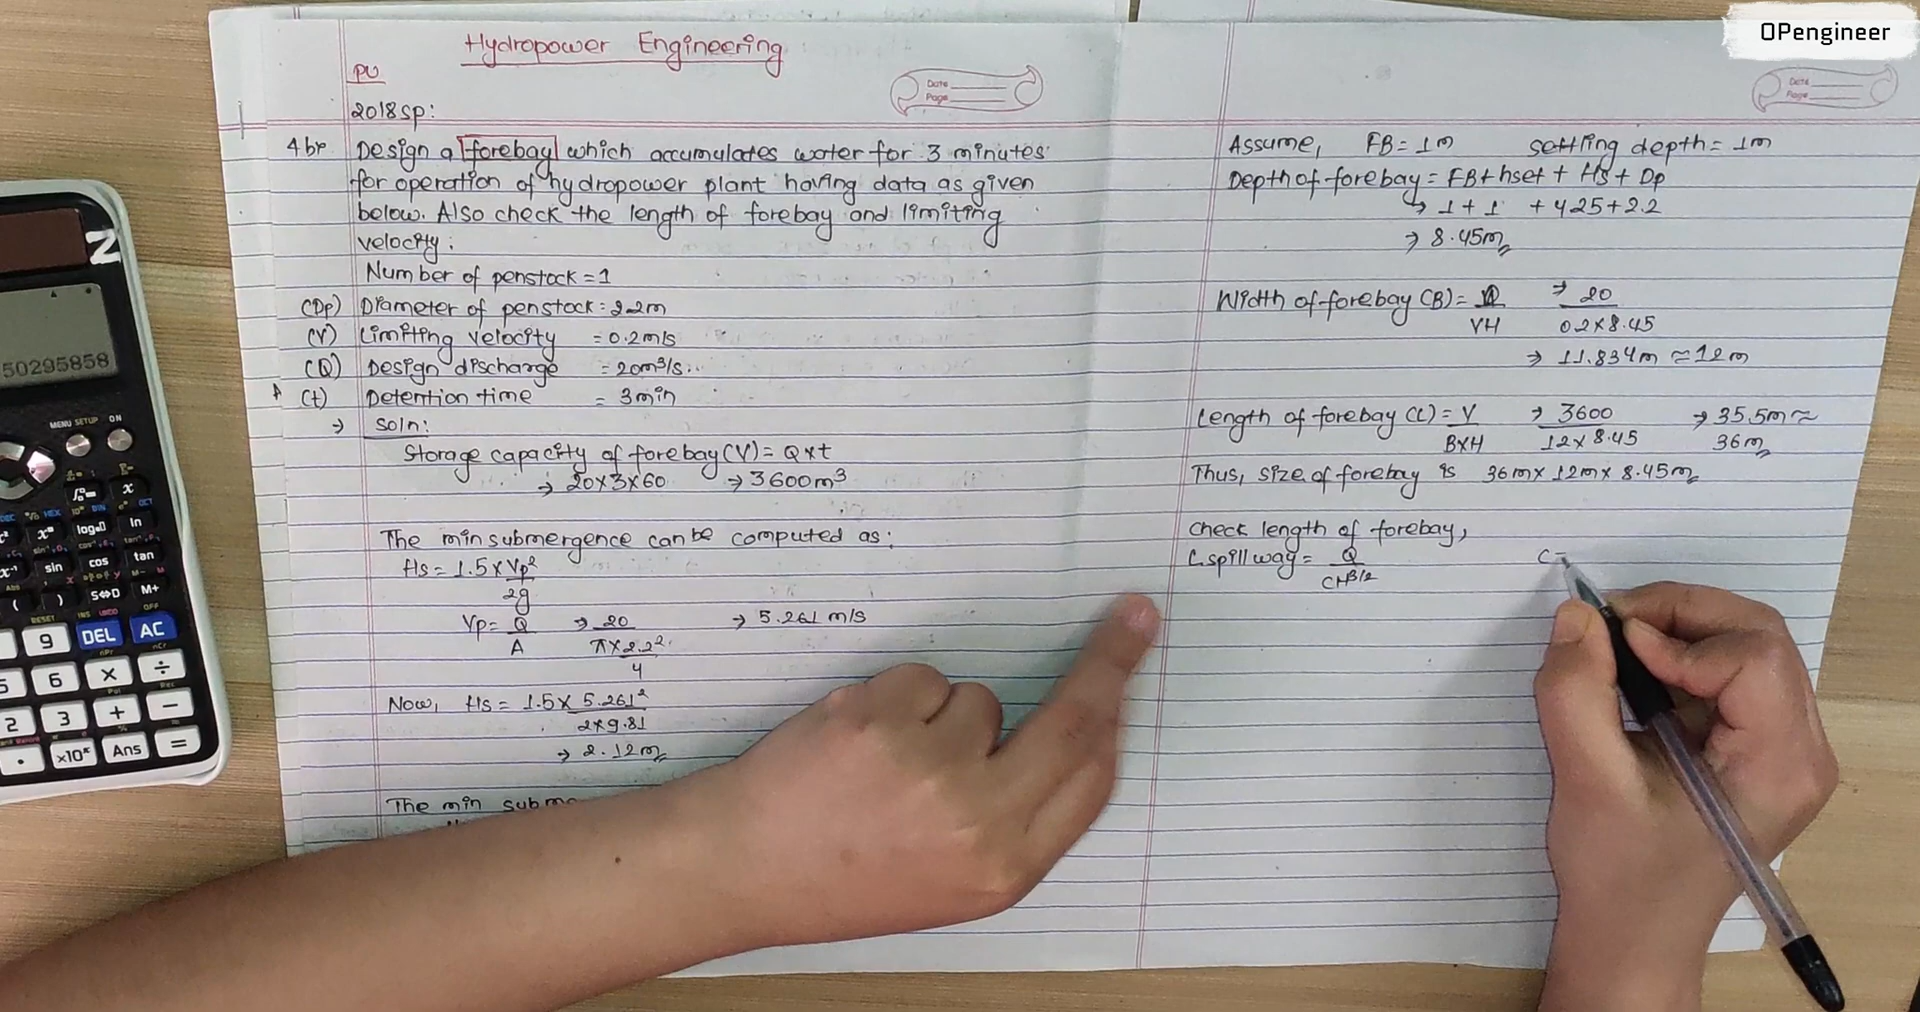 OPengineer
Hydropower Engineering
PU
Date
Page
2018 sp:
4 br Design a forebay which accumulates water for 3 minutes
for operation of hydropower plant having data as given
below. Also check the length of forebay and limiting
velocity.
Number of penstock = 1
(Dp) Diameter of penstock = 2.2m
(V) Limiting velocity = 0.2m/s
(Q) Design discharge = 20m³/s
(t) Detention time = 3min
→ Soln:
Storage capacity of forebay (V) = Q×t
→ 20×3×60 → 3600m³
The min submergence can be computed as:
Hs = 1.5 × Vp²
2g
Vp = Q → 20 → 5.261 m/s
A π×2.2²
4
Now, Hs = 1.5 × 5.261²
2×9.81
→ 2.12m
The min subme
Date
Page
Assume, FB = 1m settling depth = 1m
Depth of forebay = FB + hset + Hs + Dp
→ 1 + 1 + 4.25 + 2.2
→ 8.45m
Width of forebay (B) = Q → 20
VH 0.2×8.45
→ 11.834m ≈ 12m
Length of forebay (L) = V → 3600 → 35.5m ≈
B×H 12×8.45 36m
Thus, size of forebay is 36m × 12m × 8.45m
Check length of forebay,
L spillway = Q C =
CH^3/2
50295858
MENU SETUP ON
x
log ln
sin cos tan
( ) S⇔D M+
9 DEL AC
5 6 × ÷
2 3 + −
. ×10ˣ Ans =